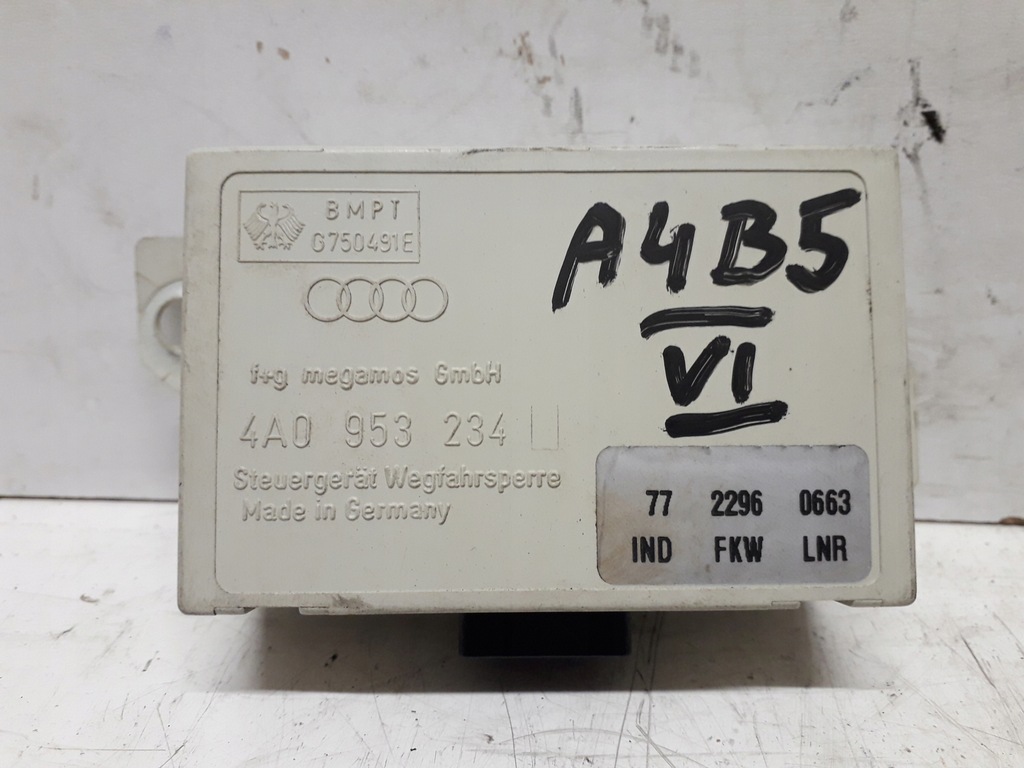 BMPT
G750491E
f+g megamos GmbH
4A0 953 234
Steuergerät Wegfahrsperre
Made in Germany
A4B5
VI
77 2296 0663
IND FKW LNR